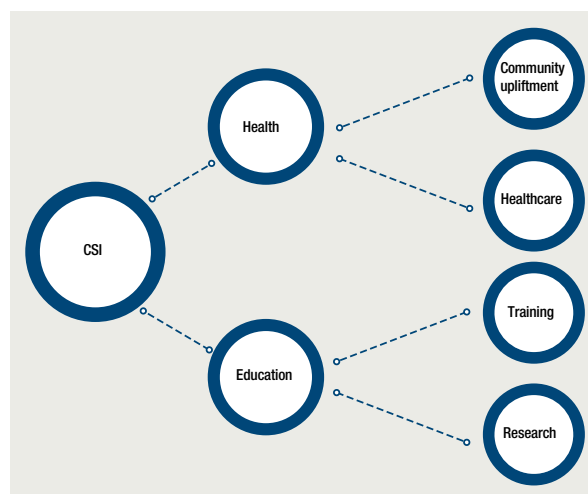 CSI
Health
Education
Community
upliftment
Healthcare
Training
Research